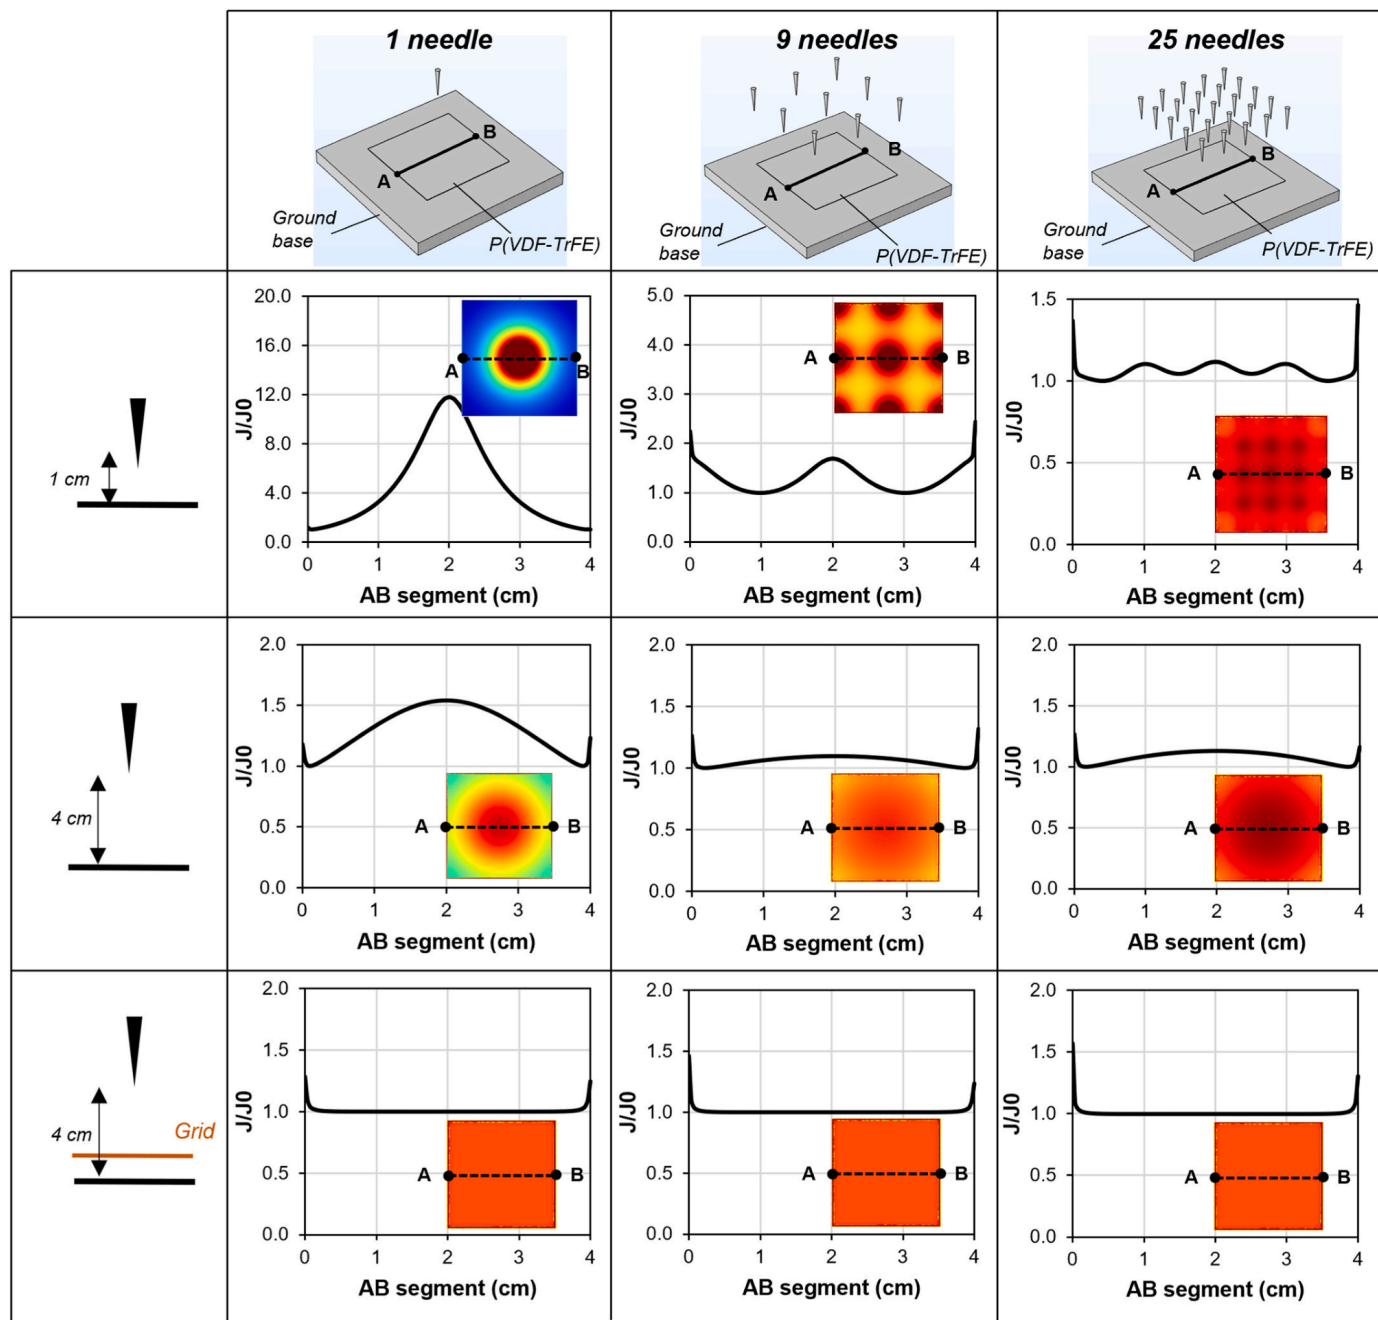 1 needle
B
A
Ground
base
P(VDF-TrFE)
9 needles
B
A
Ground
base
P(VDF-TrFE)
25 needles
B
A
Ground
base
P(VDF-TrFE)
1 cm
20.0
16.0
12.0
8.0
4.0
0.0
J/J0
A
B
0 1 2 3 4
AB segment (cm)
5.0
4.0
3.0
2.0
1.0
0.0
J/J0
A
B
0 1 2 3 4
AB segment (cm)
1.5
1.0
0.5
0.0
J/J0
A
B
0 1 2 3 4
AB segment (cm)
4 cm
2.0
1.5
1.0
0.5
0.0
J/J0
A
B
0 1 2 3 4
AB segment (cm)
2.0
1.5
1.0
0.5
0.0
J/J0
A
B
0 1 2 3 4
AB segment (cm)
2.0
1.5
1.0
0.5
0.0
J/J0
A
B
0 1 2 3 4
AB segment (cm)
4 cm
Grid
2.0
1.5
1.0
0.5
0.0
J/J0
A
B
0 1 2 3 4
AB segment (cm)
2.0
1.5
1.0
0.5
0.0
J/J0
A
B
0 1 2 3 4
AB segment (cm)
2.0
1.5
1.0
0.5
0.0
J/J0
A
B
0 1 2 3 4
AB segment (cm)